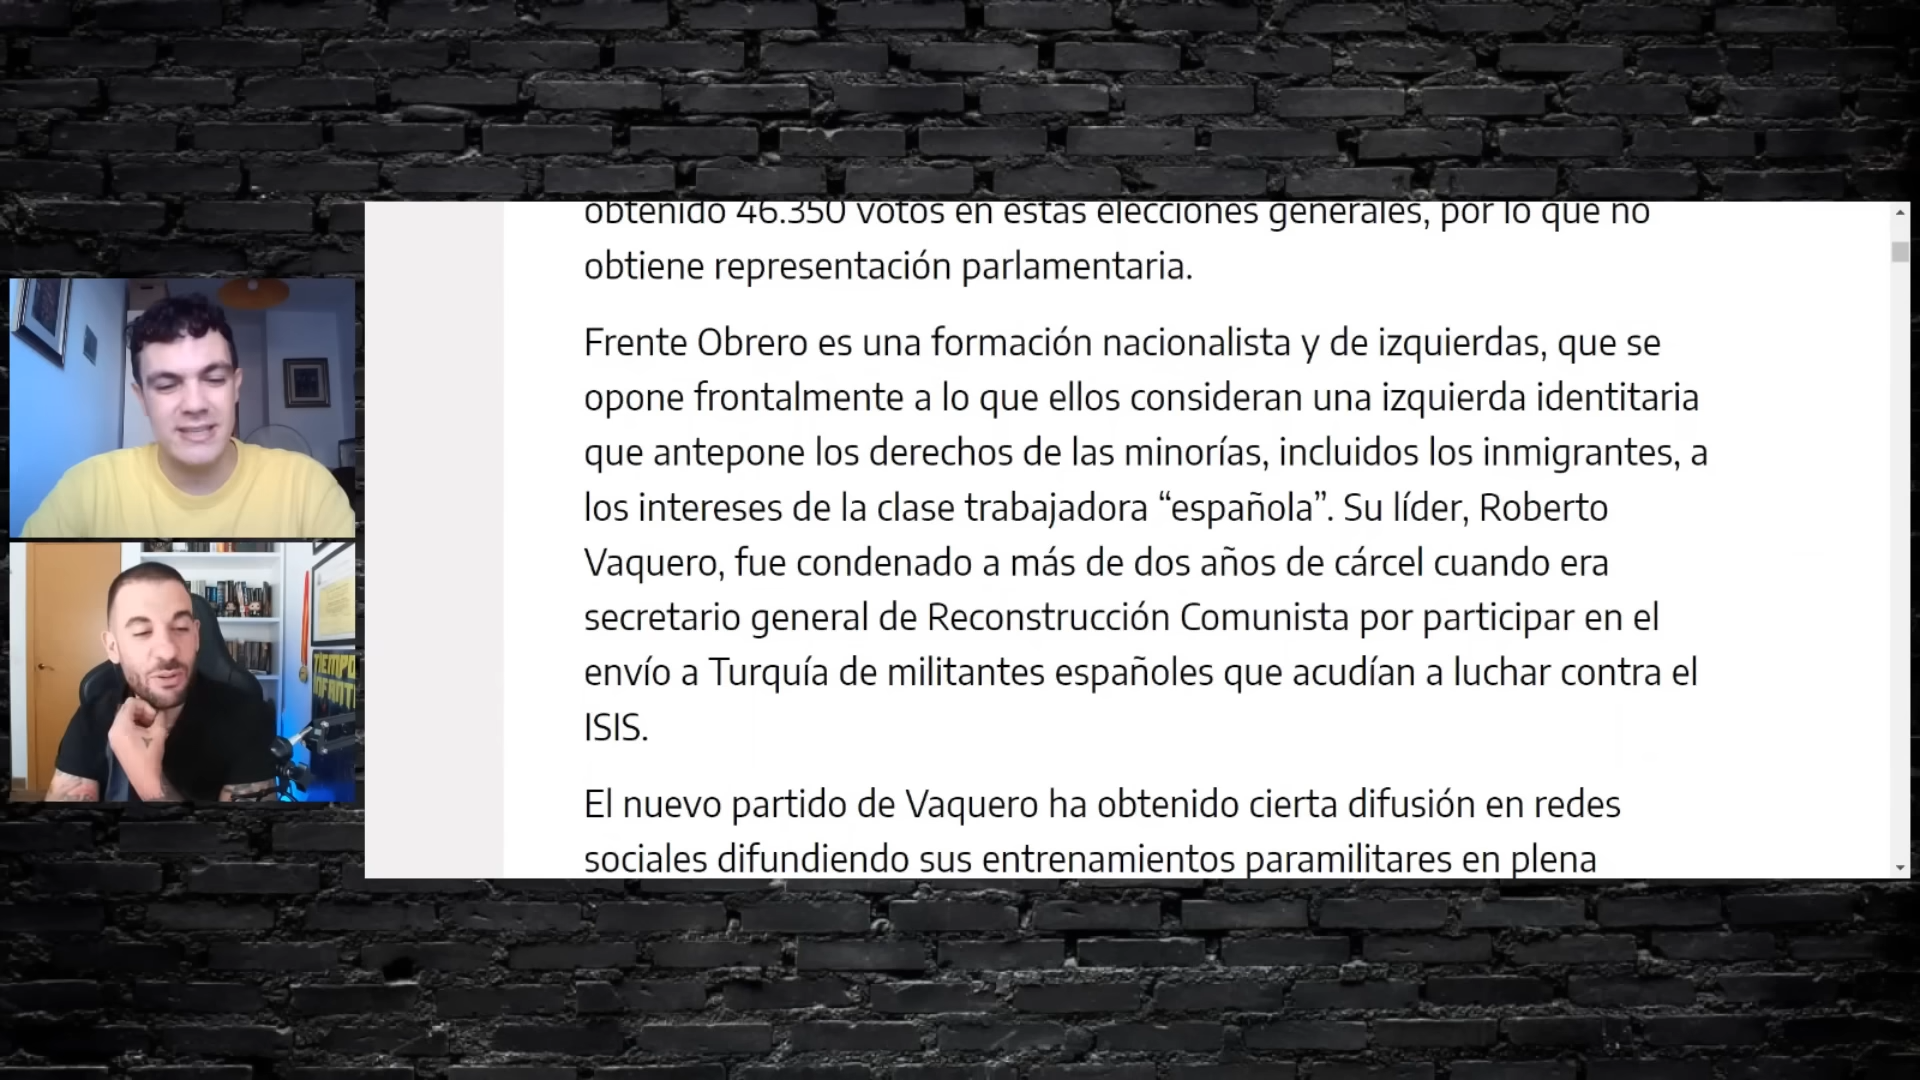 obtenido 46.350 votos en estas elecciones generales, por lo que no
obtiene representación parlamentaria.
Frente Obrero es una formación nacionalista y de izquierdas, que se
opone frontalmente a lo que ellos consideran una izquierda identitaria
que antepone los derechos de las minorías, incluidos los inmigrantes, a
los intereses de la clase trabajadora “española”. Su líder, Roberto
Vaquero, fue condenado a más de dos años de cárcel cuando era
secretario general de Reconstrucción Comunista por participar en el
envío a Turquía de militantes españoles que acudían a luchar contra el
ISIS.
El nuevo partido de Vaquero ha obtenido cierta difusión en redes
sociales difundiendo sus entrenamientos paramilitares en plena
TIEMPO